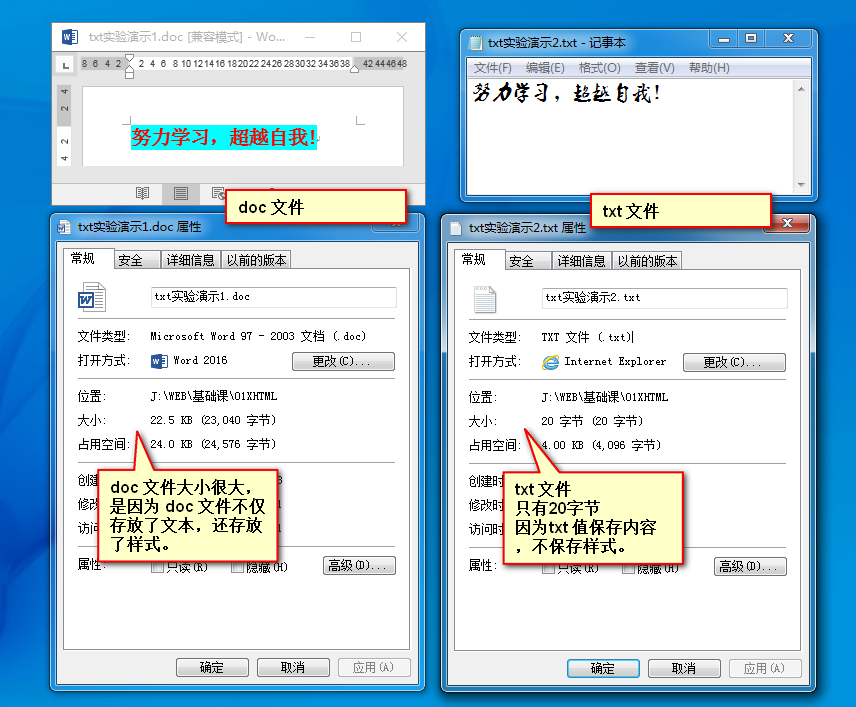 txt实验演示1.doc [兼容模式] - Wo...
8 6 4 2 2 4 6 8 10 12 14 16 18 20 22 24 26 28 30 32 34 36 38 42 44 46 48
L
4 2 2 4
努力学习，超越自我!
doc 文件
txt实验演示2.txt - 记事本
文件(F) 编辑(E) 格式(O) 查看(V) 帮助(H)
努力学习，超越自我!
txt 文件
txt实验演示1.doc 属性
常规 安全 详细信息 以前的版本
txt实验演示1.doc
文件类型: Microsoft Word 97 - 2003 文档 (.doc)
打开方式: Word 2016 更改(C)...
位置: J:\WEB\基础课\01XHTML
大小: 22.5 KB (23,040 字节)
占用空间: 24.0 KB (24,576 字节)
doc 文件大小很大，
是因为 doc 文件不仅
存放了文本，还存放
了样式。
属性: 只读(R) 隐藏(H) 高级(D)...
确定 取消 应用(A)
txt实验演示2.txt 属性
常规 安全 详细信息 以前的版本
txt实验演示2.txt
文件类型: TXT 文件 (.txt)
打开方式: Internet Explorer 更改(C)...
位置: J:\WEB\基础课\01XHTML
大小: 20 字节 (20 字节)
占用空间: 4.00 KB (4,096 字节)
创建时
修改时
访问时
txt 文件
只有20字节
因为txt 值保存内容
，不保存样式。
属性: 只读(R) 隐藏(H) 高级(D)...
确定 取消 应用(A)